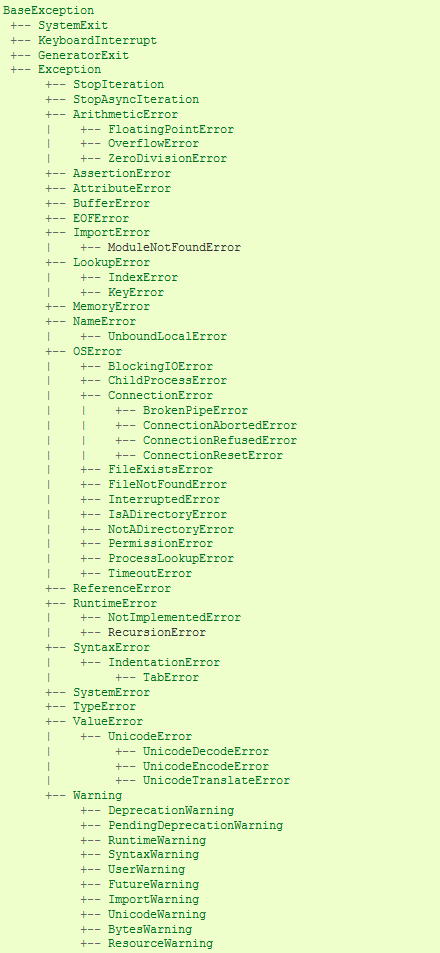 BaseException
 +-- SystemExit
 +-- KeyboardInterrupt
 +-- GeneratorExit
 +-- Exception
      +-- StopIteration
      +-- StopAsyncIteration
      +-- ArithmeticError
      |    +-- FloatingPointError
      |    +-- OverflowError
      |    +-- ZeroDivisionError
      +-- AssertionError
      +-- AttributeError
      +-- BufferError
      +-- EOFError
      +-- ImportError
      |    +-- ModuleNotFoundError
      +-- LookupError
      |    +-- IndexError
      |    +-- KeyError
      +-- MemoryError
      +-- NameError
      |    +-- UnboundLocalError
      +-- OSError
      |    +-- BlockingIOError
      |    +-- ChildProcessError
      |    +-- ConnectionError
      |    |    +-- BrokenPipeError
      |    |    +-- ConnectionAbortedError
      |    |    +-- ConnectionRefusedError
      |    |    +-- ConnectionResetError
      |    +-- FileExistsError
      |    +-- FileNotFoundError
      |    +-- InterruptedError
      |    +-- IsADirectoryError
      |    +-- NotADirectoryError
      |    +-- PermissionError
      |    +-- ProcessLookupError
      |    +-- TimeoutError
      +-- ReferenceError
      +-- RuntimeError
      |    +-- NotImplementedError
      |    +-- RecursionError
      +-- SyntaxError
      |    +-- IndentationError
      |         +-- TabError
      +-- SystemError
      +-- TypeError
      +-- ValueError
      |    +-- UnicodeError
      |         +-- UnicodeDecodeError
      |         +-- UnicodeEncodeError
      |         +-- UnicodeTranslateError
      +-- Warning
           +-- DeprecationWarning
           +-- PendingDeprecationWarning
           +-- RuntimeWarning
           +-- SyntaxWarning
           +-- UserWarning
           +-- FutureWarning
           +-- ImportWarning
           +-- UnicodeWarning
           +-- BytesWarning
           +-- ResourceWarning